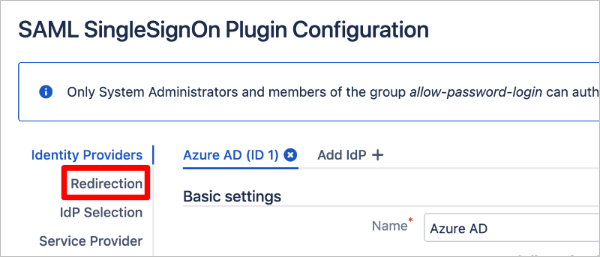 SAML SingleSignOn Plugin Configuration
Only System Administrators and members of the group allow-password-login can auth
Identity Providers
Azure AD (ID 1)
Add IdP +
Redirection
Basic settings
IdP Selection
Name*
Azure AD
Service Provider